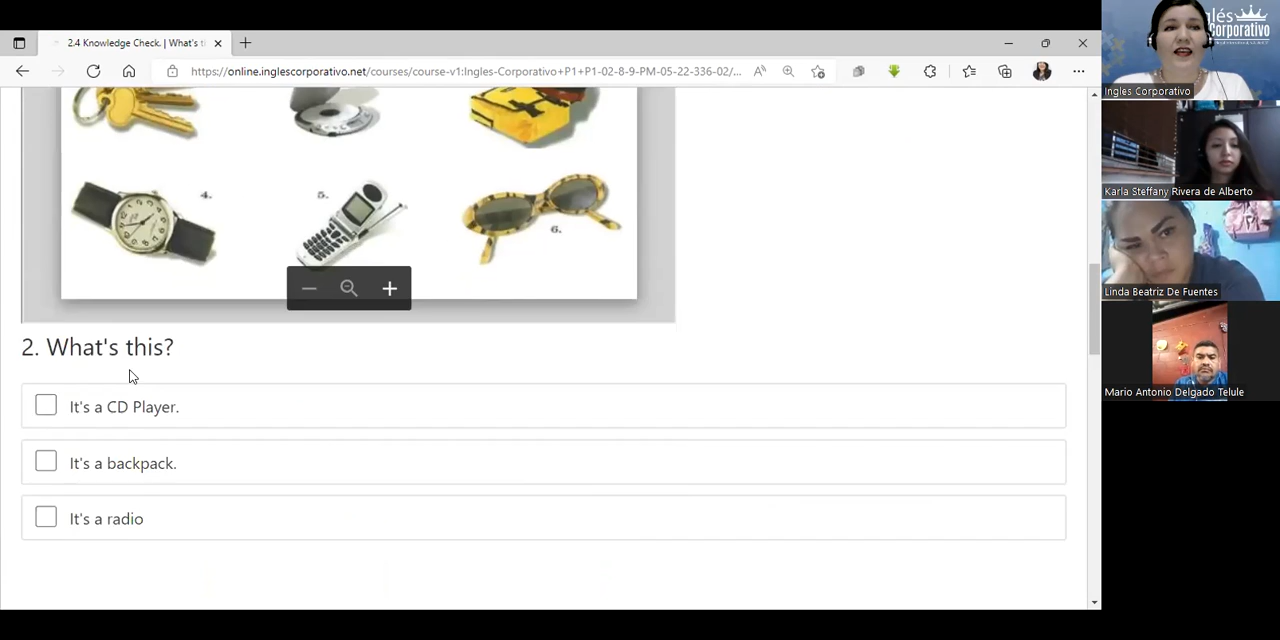 2.4 Knowledge Check. | What's t
https://online.inglescorporativo.net/courses/course-v1:Ingles-Corporativo+P1+P1-02-8-9-PM-05-22-336-02/...
4.
5.
6.
2. What's this?
It's a CD Player.
It's a backpack.
It's a radio
glés
Corporativo
Ingles Corporativo
Karla Steffany Rivera de Alberto
Linda Beatriz De Fuentes
Mario Antonio Delgado Telule